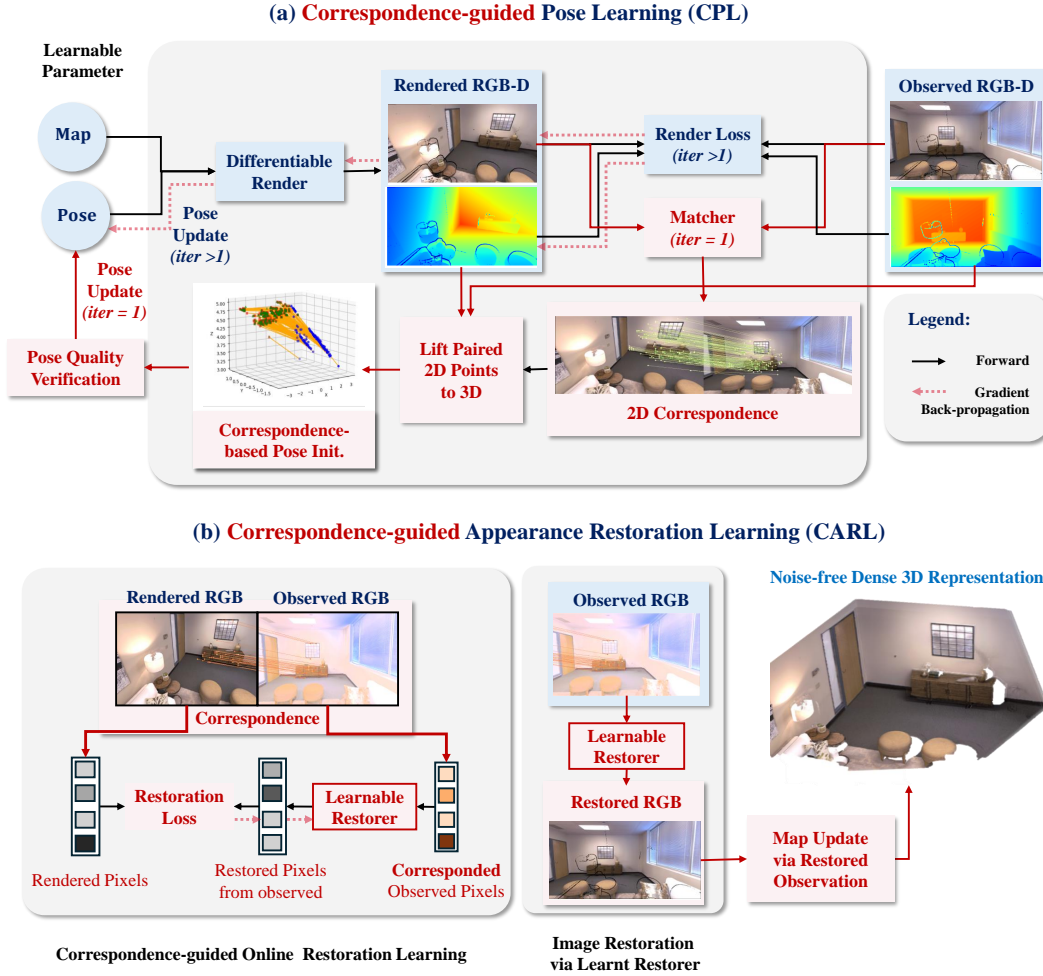 (a) Correspondence-guided Pose Learning (CPL)
Learnable
Parameter
Map
Pose
Differentiable
Render
Rendered RGB-D
Render Loss
(iter >1)
Observed RGB-D
Matcher
(iter = 1)
Pose
Update
(iter >1)
Pose
Update
(iter = 1)
Pose Quality
Verification
Correspondence-
based Pose Init.
Lift Paired
2D Points
to 3D
2D Correspondence
Legend:
Forward
Gradient
Back-propagation
(b) Correspondence-guided Appearance Restoration Learning (CARL)
Rendered RGB
Observed RGB
Correspondence
Restoration
Loss
Learnable
Restorer
Rendered Pixels
Restored Pixels
from observed
Corresponded
Observed Pixels
Correspondence-guided Online Restoration Learning
Observed RGB
Learnable
Restorer
Restored RGB
Image Restoration
via Learnt Restorer
Noise-free Dense 3D Representation
Map Update
via Restored
Observation